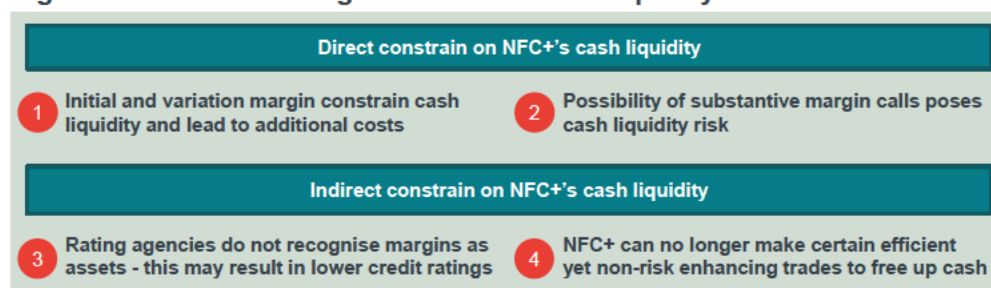 Direct constrain on NFC+'s cash liquidity
1 Initial and variation margin constrain cash
liquidity and lead to additional costs
2 Possibility of substantive margin calls poses
cash liquidity risk
Indirect constrain on NFC+'s cash liquidity
3 Rating agencies do not recognise margins as
assets - this may result in lower credit ratings
4 NFC+ can no longer make certain efficient
yet non-risk enhancing trades to free up cash